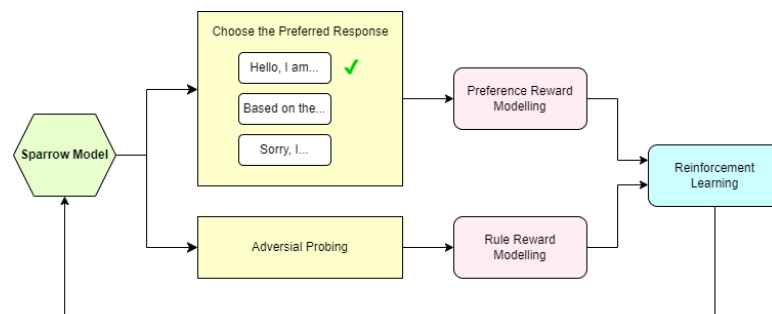 Choose the Preferred Response
Hello, I am...
Based on the...
Sorry, I...
Sparrow Model
Preference Reward
Modelling
Reinforcement
Learning
Adversial Probing
Rule Reward
Modelling